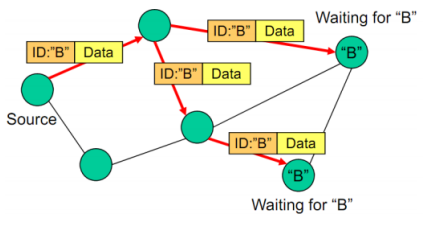 Waiting for "B"
ID:"B" Data
ID:"B" Data
"B"
ID:"B" Data
Source
ID:"B" Data
"B"
Waiting for "B"